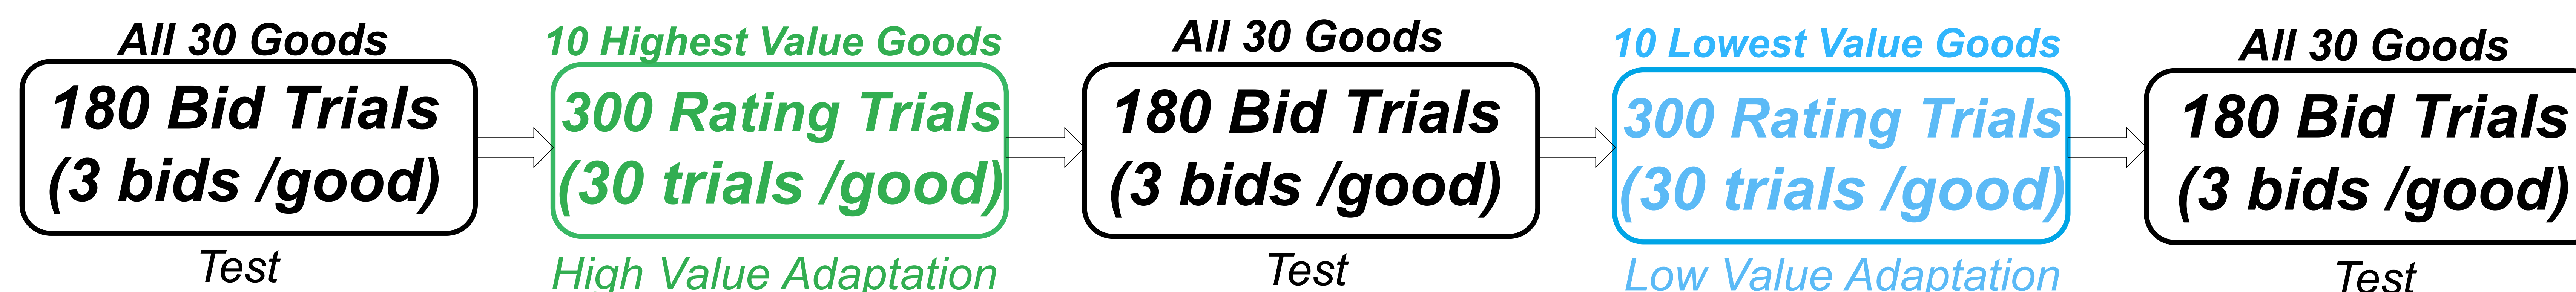 All 30 Goods
180 Bid Trials
(3 bids /good)
Test
10 Highest Value Goods
300 Rating Trials
(30 trials /good)
High Value Adaptation
All 30 Goods
180 Bid Trials
(3 bids /good)
Test
10 Lowest Value Goods
300 Rating Trials
(30 trials /good)
Low Value Adaptation
All 30 Goods
180 Bid Trials
(3 bids /good)
Test